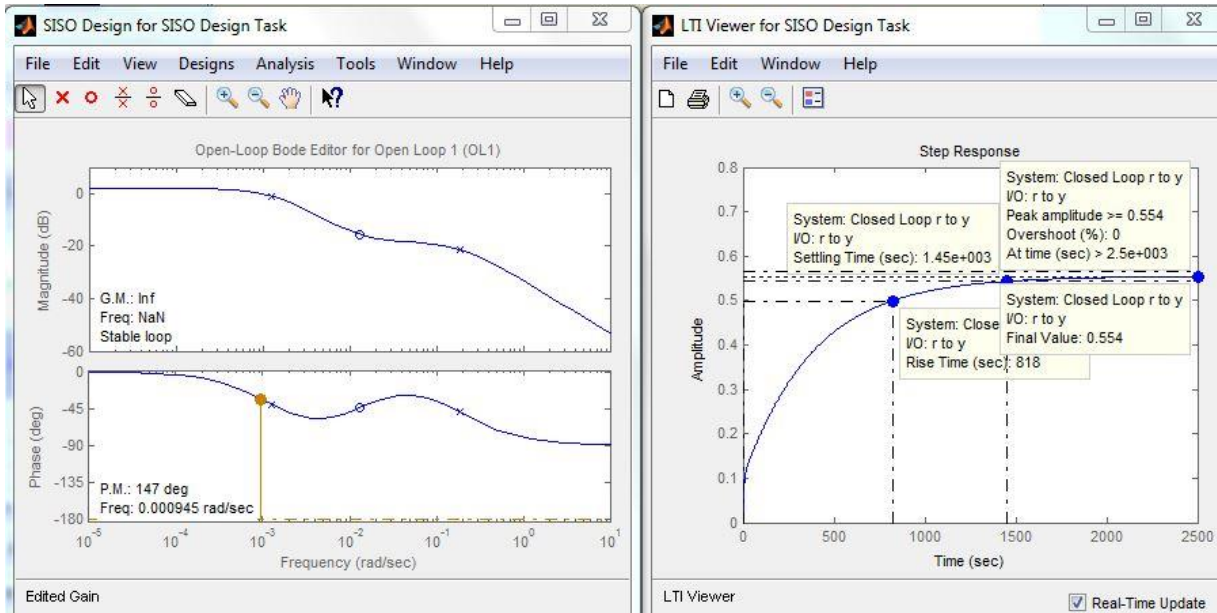 SISO Design for SISO Design Task
File Edit View Designs Analysis Tools Window Help
Open-Loop Bode Editor for Open Loop 1 (OL1)
Magnitude (dB)
0
-20
-40
-60
G.M.: Inf
Freq: NaN
Stable loop
Phase (deg)
0
-45
-90
-135
-180
P.M.: 147 deg
Freq: 0.000945 rad/sec
10^-5 10^-4 10^-3 10^-2 10^-1 10^0 10^1
Frequency (rad/sec)
Edited Gain
LTI Viewer for SISO Design Task
File Edit Window Help
Step Response
Amplitude
0.8
0.7
0.6
0.5
0.4
0.3
0.2
0.1
0
System: Closed Loop r to y
I/O: r to y
Settling Time (sec): 1.45e+003
System: Closed Loop r to y
I/O: r to y
Peak amplitude >= 0.554
Overshoot (%): 0
At time (sec) > 2.5e+003
System: Close
I/O: r to y
Rise Time (sec): 818
System: Closed Loop r to y
I/O: r to y
Final Value: 0.554
0 500 1000 1500 2000 2500
Time (sec)
LTI Viewer
Real-Time Update